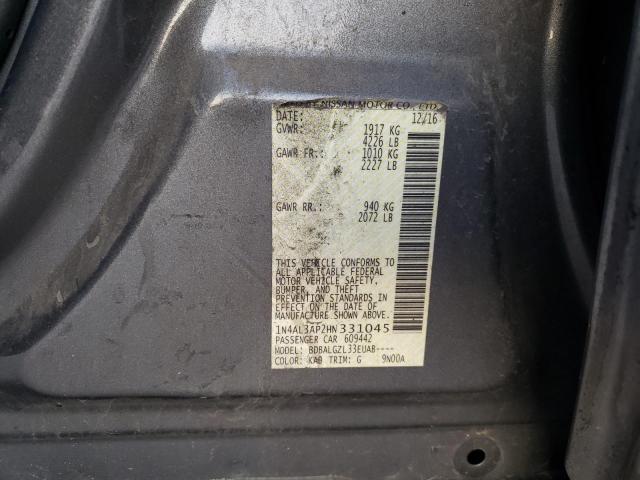 NISSAN MOTOR CO., LTD.
DATE: 12/16
GVWR: 1917 KG
4226 LB
GAWR FR.: 1010 KG
2227 LB
GAWR RR.: 940 KG
2072 LB
THIS VEHICLE CONFORMS TO
ALL APPLICABLE FEDERAL
MOTOR VEHICLE SAFETY,
BUMPER, AND THEFT
PREVENTION STANDARDS IN
EFFECT ON THE DATE OF
MANUFACTURE SHOWN ABOVE.
1N4AL3AP2HN331045
PASSENGER CAR 609442
MODEL: BDBALGZL33EUAB----
COLOR: KAD TRIM: G 9N00A